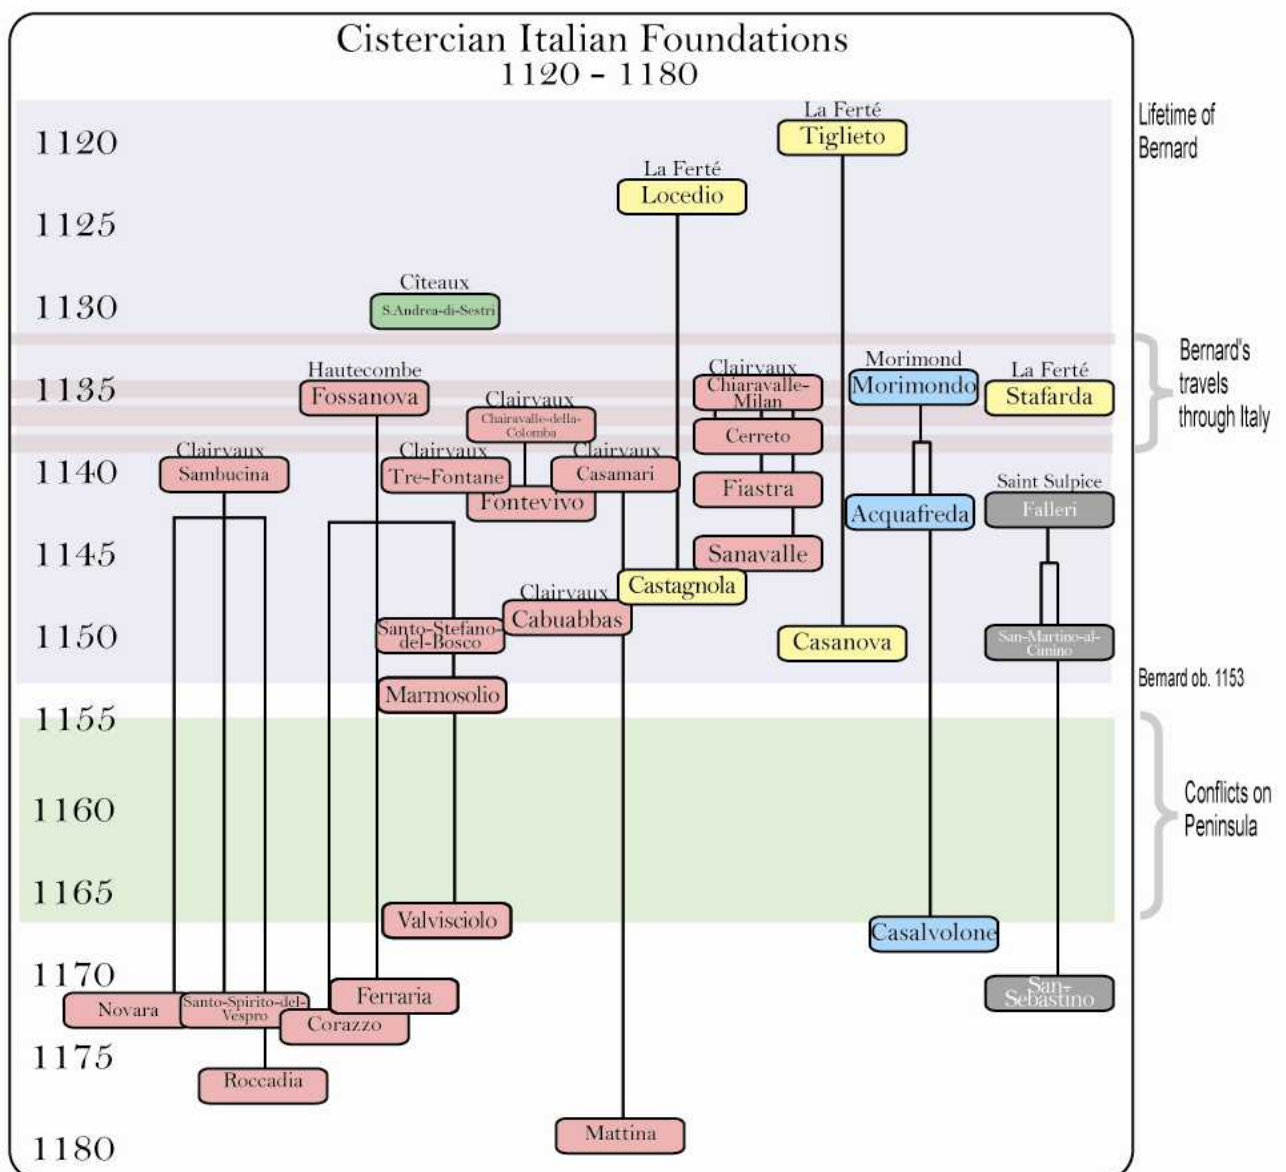 Cistercian Italian Foundations
1120 - 1180
La Ferté
Tiglieto
Lifetime of
Bernard
1120
La Ferté
Locedio
1125
Cîteaux
S.Andrea-di-Sestri
1130
Bernard's
travels
through Italy
Hautecombe
Fossanova
Clairvaux
Chiaravalle-
Milan
Morimond
Morimondo
La Ferté
Stafarda
1135
Clairvaux
Chairavalle-della-
Colomba
Cerreto
Clairvaux
Sambucina
Clairvaux
Tre-Fontane
Clairvaux
Casamari
1140
Fontevivo
Fiastra
Acquafreda
Saint Sulpice
Falleri
1145
Sanavalle
Castagnola
Clairvaux
Cabuabbas
1150
Santo-Stefano-
del-Bosco
Casanova
San-Martino-al-
Cimino
Bernard ob. 1153
Marmosolio
1155
Conflicts on
Peninsula
1160
1165
Valvisciolo
Casalvolone
1170
Novara
Santo-Spirito-del-
Vespro
Corazzo
Ferraria
San-
Sebastino
1175
Roccadia
Mattina
1180